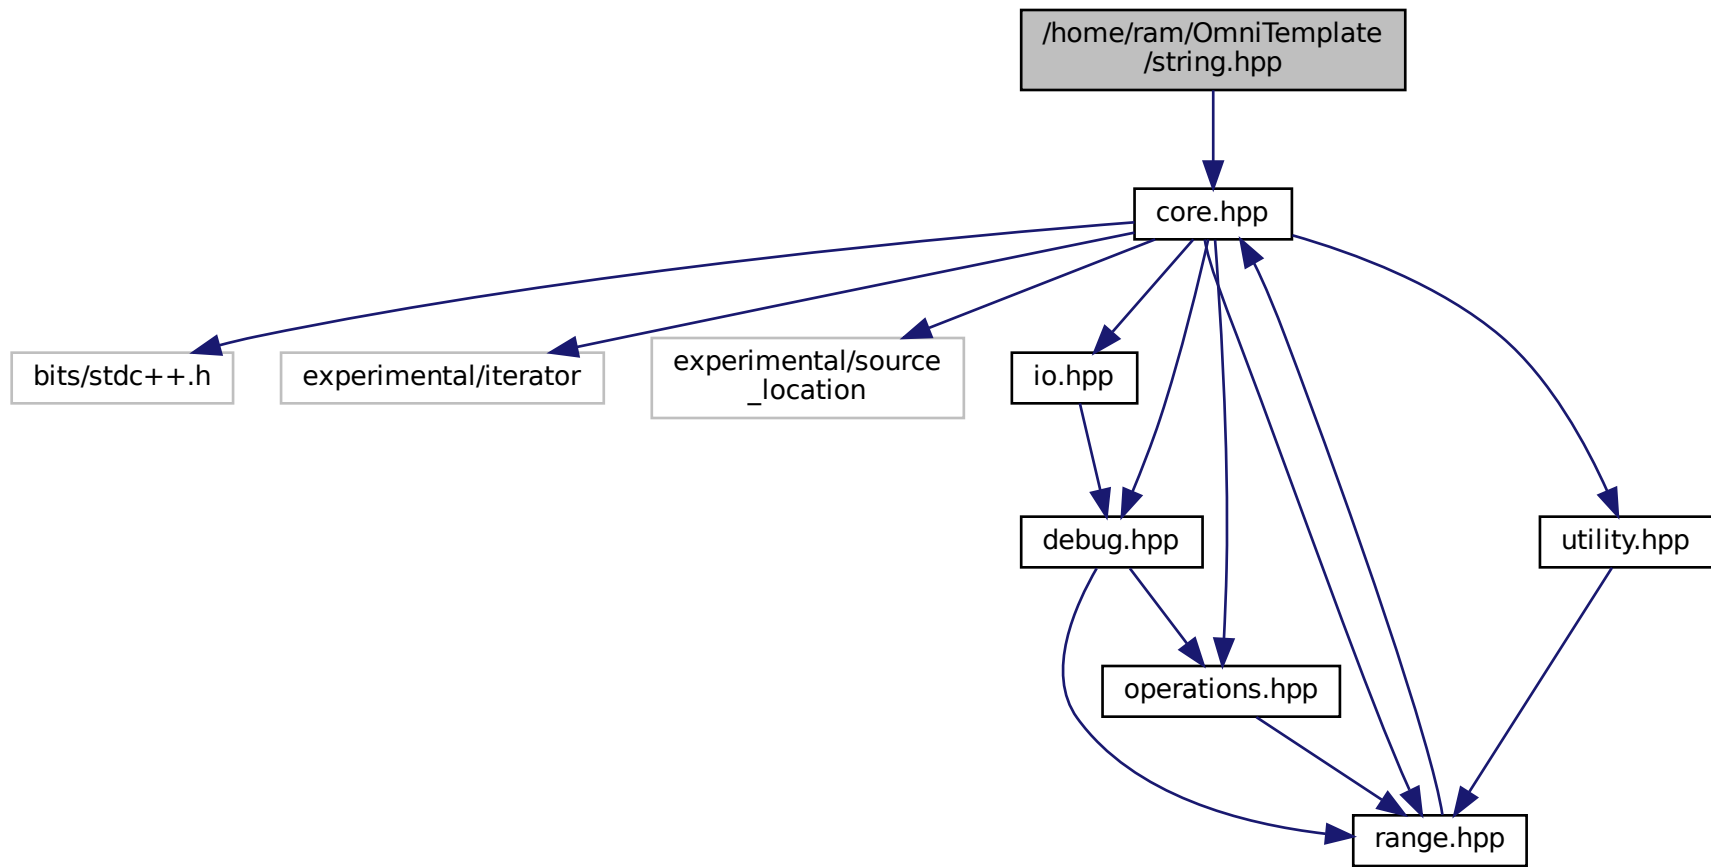 /home/ram/OmniTemplate
/string.hpp
core.hpp
bits/stdc++.h
experimental/iterator
experimental/source
_location
io.hpp
debug.hpp
utility.hpp
operations.hpp
range.hpp